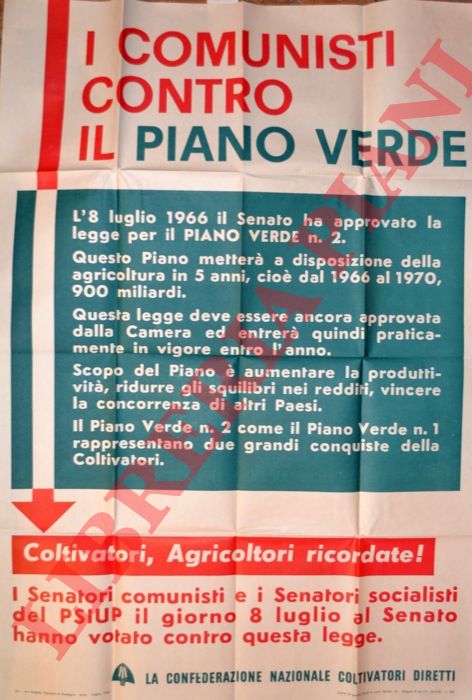 I COMUNISTI
CONTRO
IL PIANO VERDE
L'8 luglio 1966 il Senato ha approvato la
legge per il PIANO VERDE n. 2.
Questo Piano metterà a disposizione della
agricoltura in 5 anni, cioè dal 1966 al 1970,
900 miliardi.
Questa legge deve essere ancora approvata
dalla Camera ed entrerà quindi pratica-
mente in vigore entro l'anno.
Scopo del Piano è aumentare la produtti-
vità, ridurre gli squilibri nei redditi, vincere
la concorrenza di altri Paesi.
Il Piano Verde n. 2 come il Piano Verde n. 1
rappresentano due grandi conquiste della
Coltivatori.
Coltivatori, Agricoltori ricordate!
I Senatori comunisti e i Senatori socialisti
del PSIUP il giorno 8 luglio al Senato
hanno votato contro questa legge.
LA CONFEDERAZIONE NAZIONALE COLTIVATORI DIRETTI
LIBRERIA PIANI